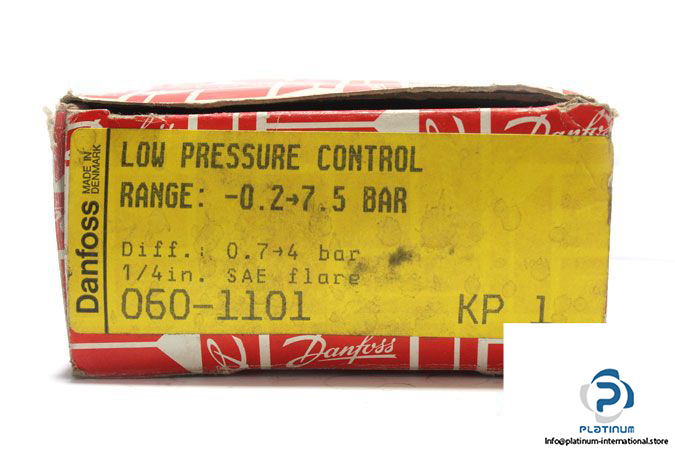 Danfoss
Danfoss
MADE IN
DENMARK
LOW PRESSURE CONTROL
RANGE: -0.2→7.5 BAR
Diff.: 0.7→4 bar
1/4in. SAE flare
060-1101
KP 1
Danfoss
PLATINUM
Info@platinum-international.store